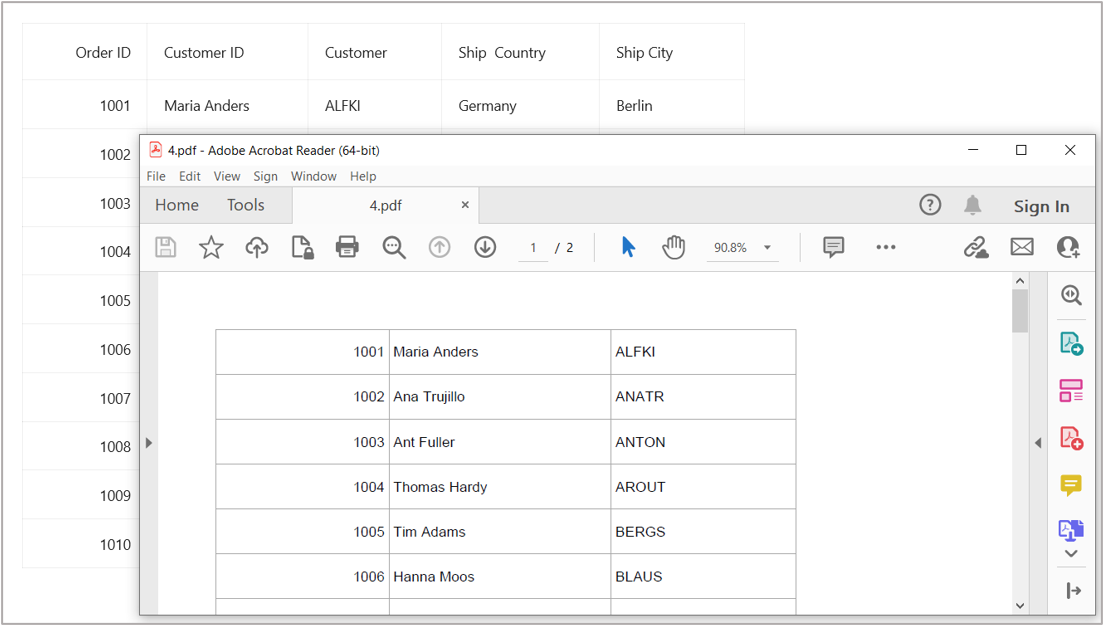 Order ID Customer ID Customer Ship  Country Ship City
1001 Maria Anders ALFKI Germany Berlin
1002
1003
1004
1005
1006
1007
1008
1009
1010
4.pdf - Adobe Acrobat Reader (64-bit)
File Edit View Sign Window Help
Home Tools 4.pdf Sign In
1 / 2 90.8%
1001 Maria Anders ALFKI
1002 Ana Trujillo ANATR
1003 Ant Fuller ANTON
1004 Thomas Hardy AROUT
1005 Tim Adams BERGS
1006 Hanna Moos BLAUS